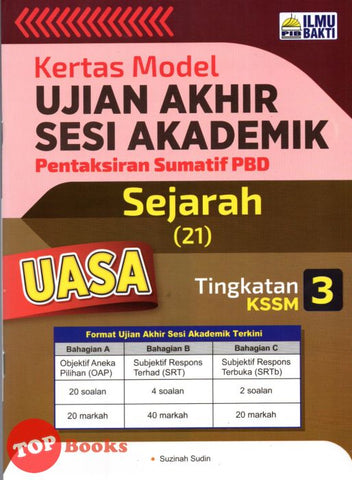 ILMU
BAKTI
PIB
Kertas Model
UJIAN AKHIR
SESI AKADEMIK
Pentaksiran Sumatif PBD
Sejarah
(21)
UASA
Tingkatan
KSSM
3
Format Ujian Akhir Sesi Akademik Terkini
Bahagian A Bahagian B Bahagian C
Objektif Aneka Pilihan (OAP) Subjektif Respons Terhad (SRT) Subjektif Respons Terbuka (SRTb)
20 soalan 4 soalan 2 soalan
20 markah 40 markah 20 markah
TOP Books
• Suzinah Sudin